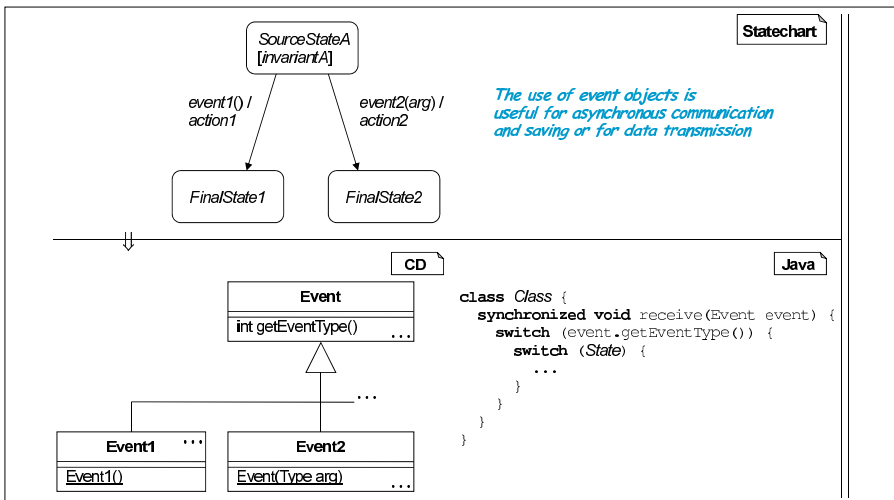 SourceStateA
[invariantA]
Statechart
event1() /
action1
event2(arg) /
action2
The use of event objects is
useful for asynchronous communication
and saving or for data transmission
FinalState1
FinalState2
⇓
CD
Java
Event
int getEventType()
...
...
Event1
...
Event1()
Event2
Event(Type arg)
...
class Class {
synchronized void receive(Event event) {
switch (event.getEventType()) {
switch (State) {
...
}
}
}
}